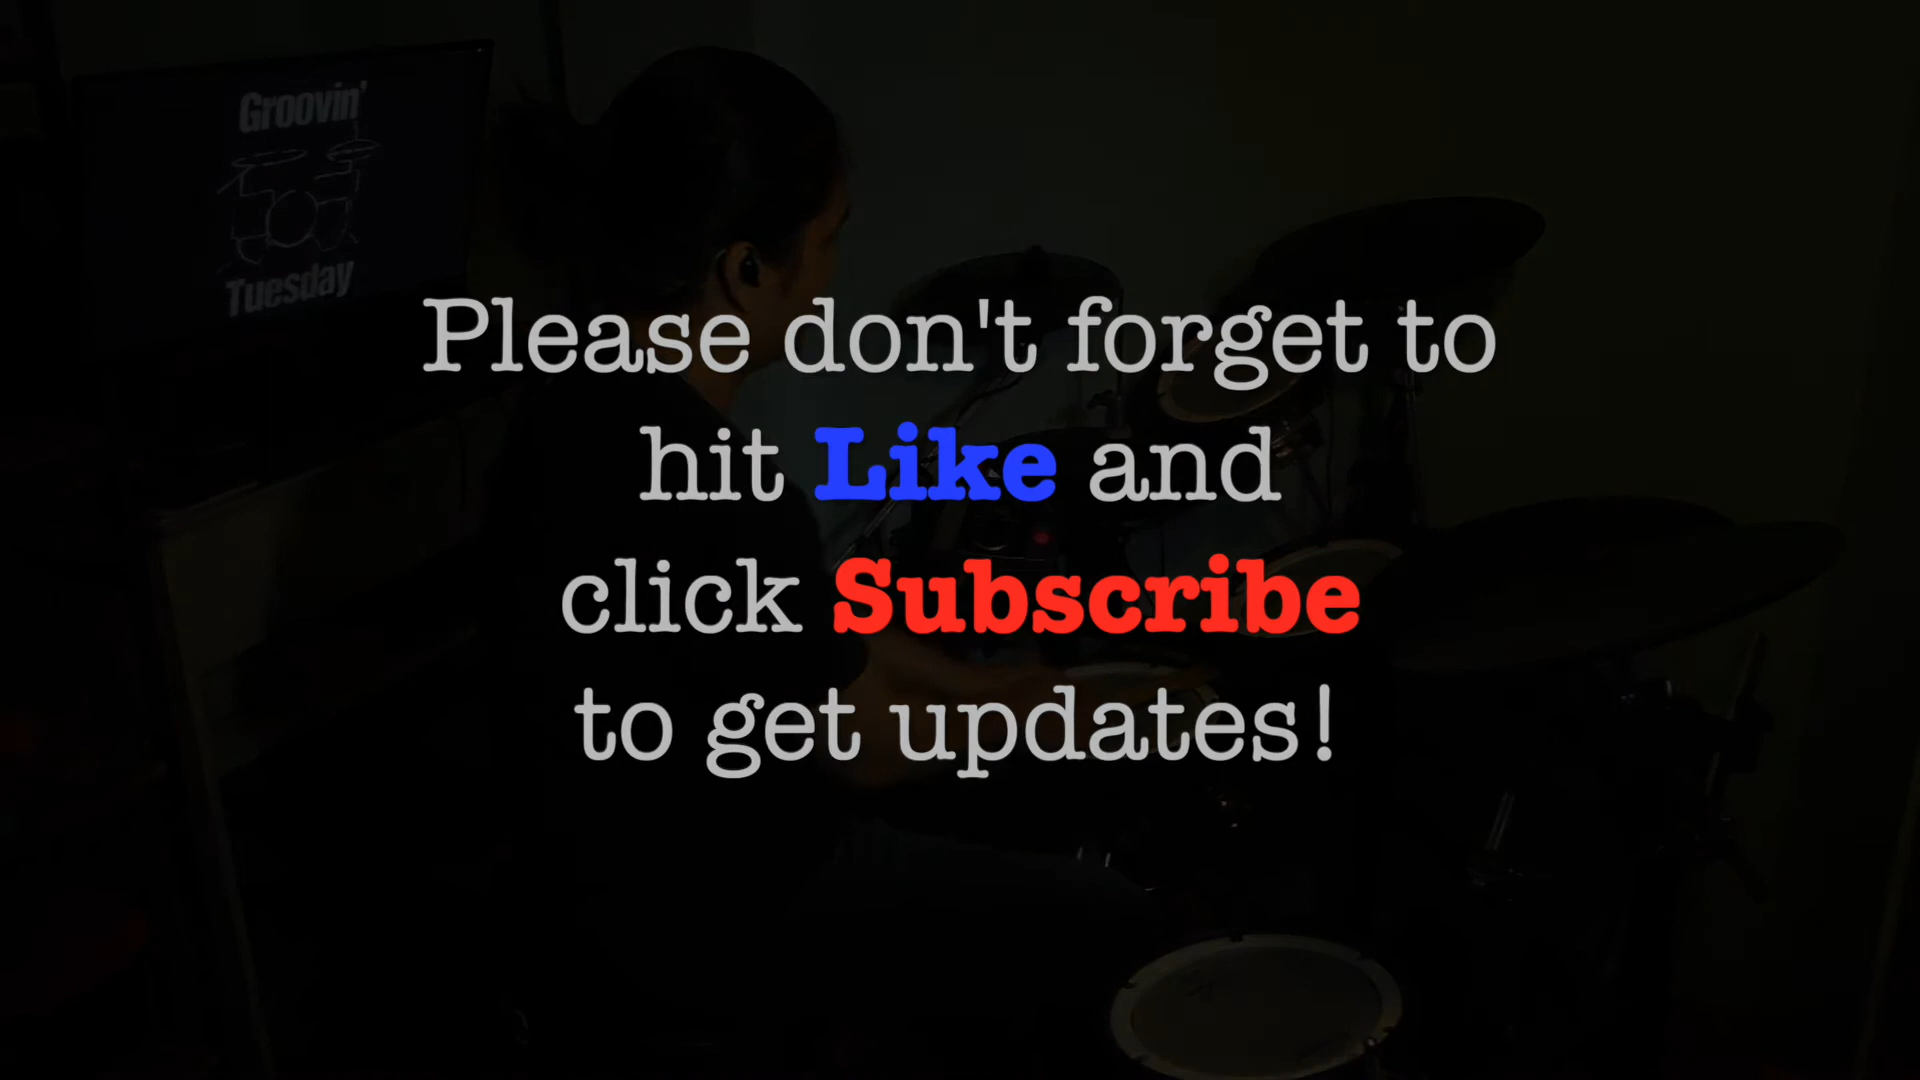 Groovin'
Tuesday
Please don't forget to
hit Like and
click Subscribe
to get updates!